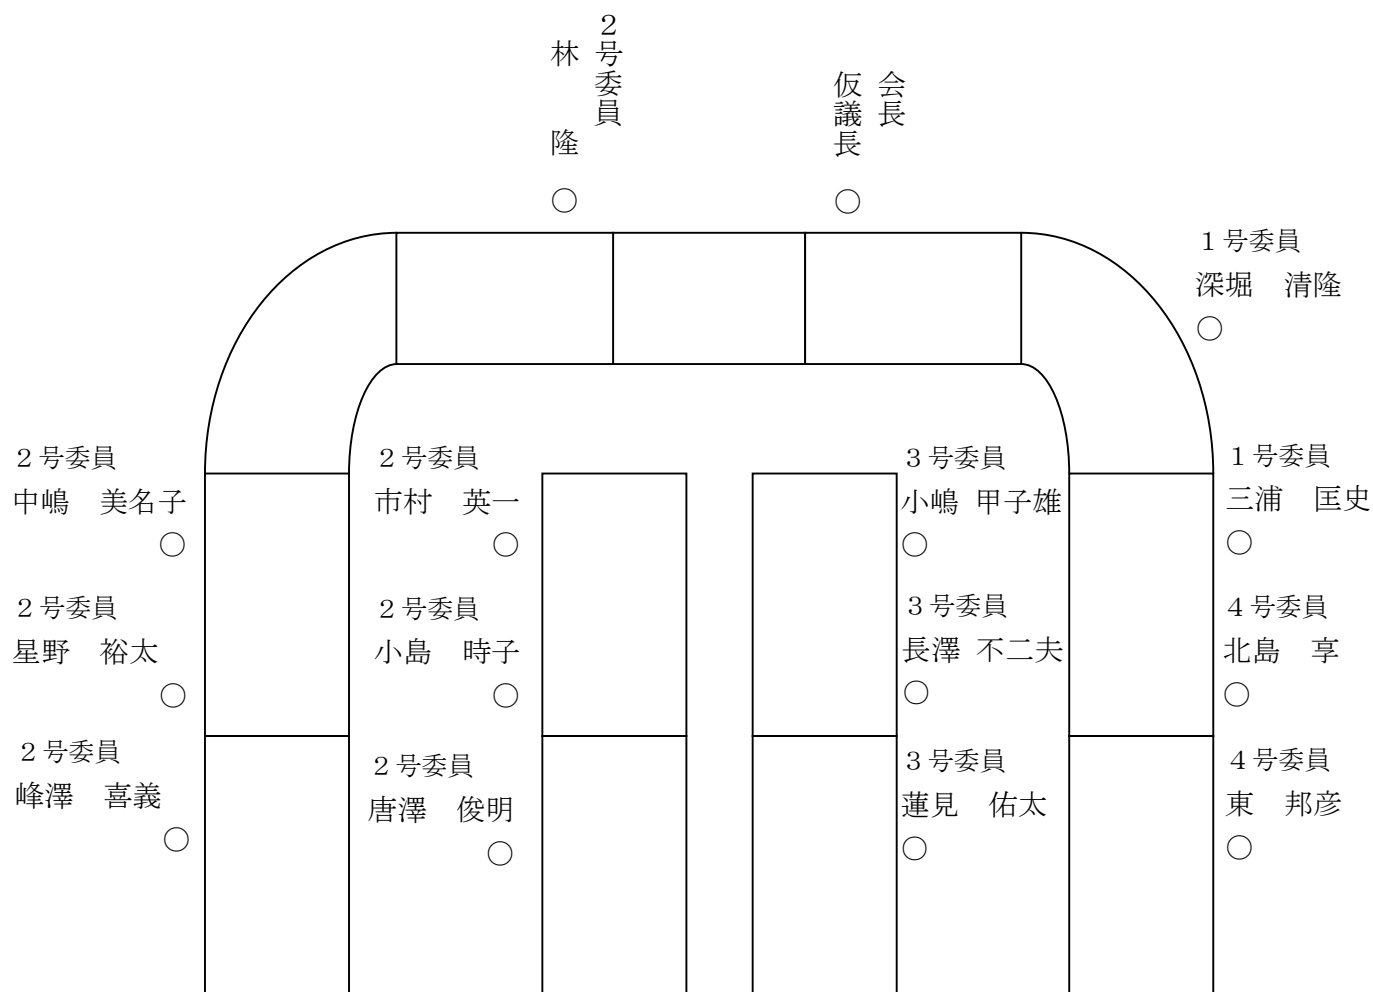 ２号委員
林　　隆
○
会長
仮議長
○
１号委員
深堀　清隆
○
２号委員
中嶋　美名子
○
２号委員
市村　英一
○
３号委員
小嶋 甲子雄
○
１号委員
三浦　匡史
○
２号委員
星野　裕太
○
２号委員
小島　時子
○
３号委員
長澤 不二夫
○
４号委員
北島　享
○
２号委員
峰澤　喜義
○
２号委員
唐澤　俊明
○
３号委員
蓮見　佑太
○
４号委員
東　邦彦
○